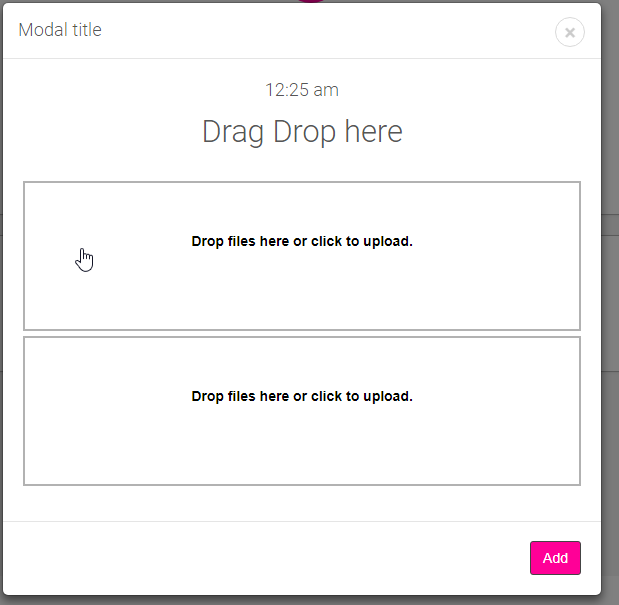 Modal title
12:25 am
Drag Drop here
Drop files here or click to upload.
Drop files here or click to upload.
Add